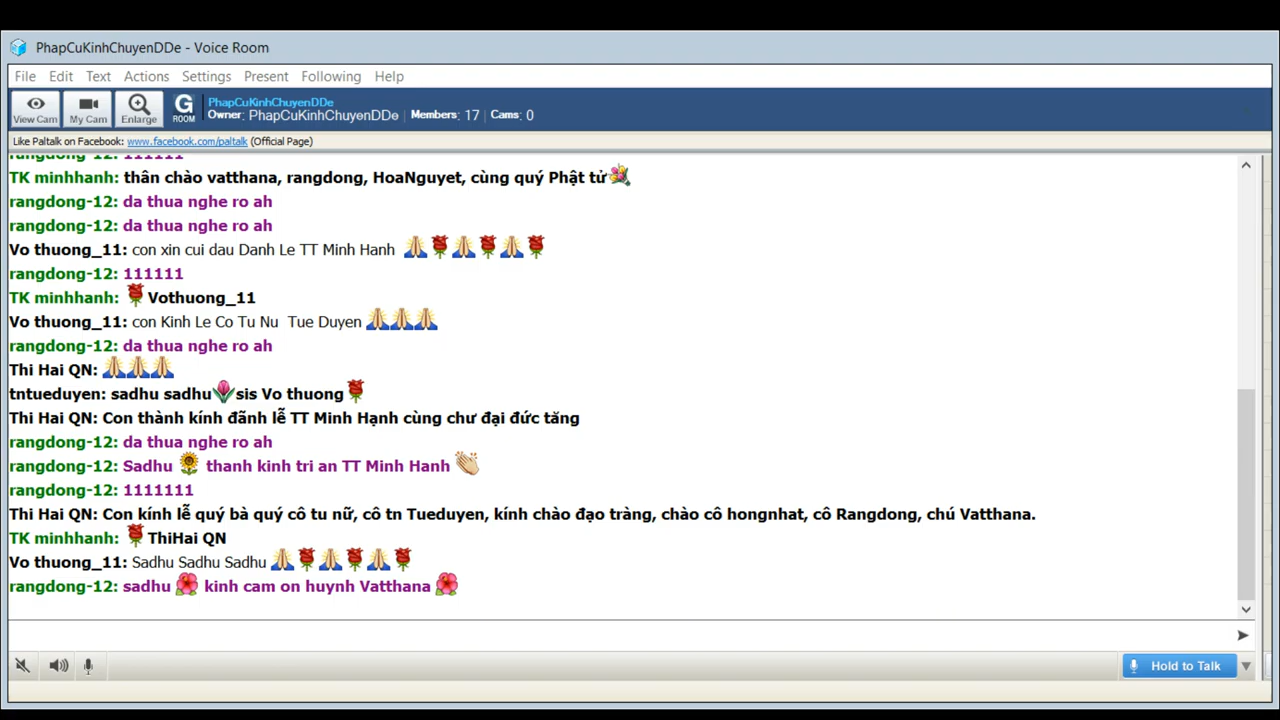 PhapCuKinhChuyenDDe - Voice Room
File Edit Text Actions Settings Present Following Help
View Cam My Cam Enlarge G ROOM PhapCuKinhChuyenDDe
Owner: PhapCuKinhChuyenDDe Members: 17 Cams: 0
Like Paltalk on Facebook: www.facebook.com/paltalk (Official Page)
rangdong-12: 111111
TK minhhanh: thân chào vatthana, rangdong, HoaNguyet, cùng quý Phật tử
rangdong-12: da thua nghe ro ah
rangdong-12: da thua nghe ro ah
Vo thuong_11: con xin cui dau Danh Le TT Minh Hanh
rangdong-12: 111111
TK minhhanh: Vothuong_11
Vo thuong_11: con Kinh Le Co Tu Nu Tue Duyen
rangdong-12: da thua nghe ro ah
Thi Hai QN:
tntueduyen: sadhu sadhu sis Vo thuong
Thi Hai QN: Con thành kính đãnh lễ TT Minh Hạnh cùng chư đại đức tăng
rangdong-12: da thua nghe ro ah
rangdong-12: Sadhu thanh kinh tri an TT Minh Hanh
rangdong-12: 1111111
Thi Hai QN: Con kính lễ quý bà quý cô tu nữ, cô tn Tueduyen, kính chào đạo tràng, chào cô hongnhat, cô Rangdong, chú Vatthana.
TK minhhanh: ThiHai QN
Vo thuong_11: Sadhu Sadhu Sadhu
rangdong-12: sadhu kinh cam on huynh Vatthana
Hold to Talk